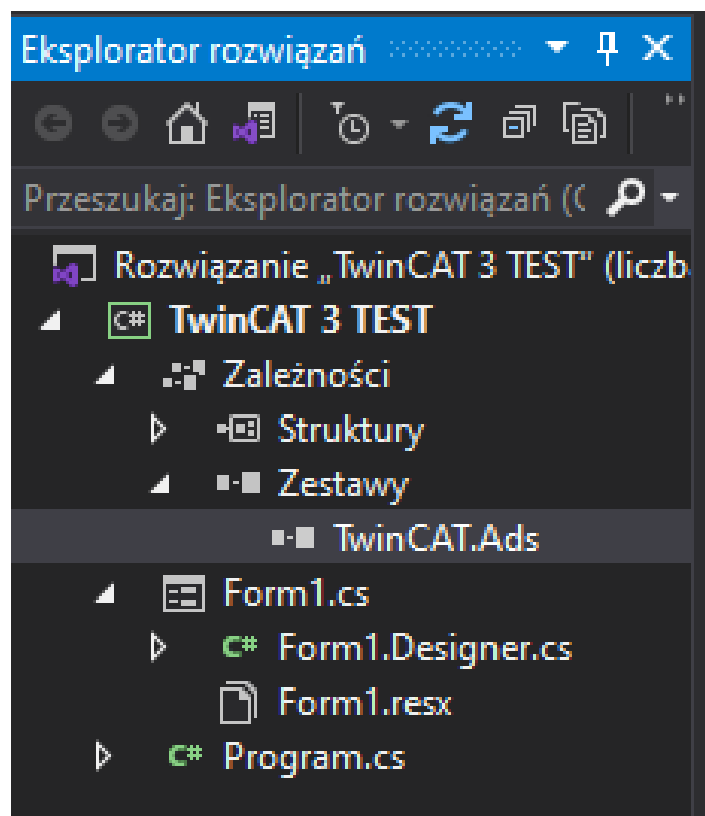 Eksplorator rozwiązań
Przeszukaj: Eksplorator rozwiązań (C
Rozwiązanie „TwinCAT 3 TEST” (liczb
C# TwinCAT 3 TEST
Zależności
Struktury
Zestawy
TwinCAT.Ads
Form1.cs
C# Form1.Designer.cs
Form1.resx
C# Program.cs